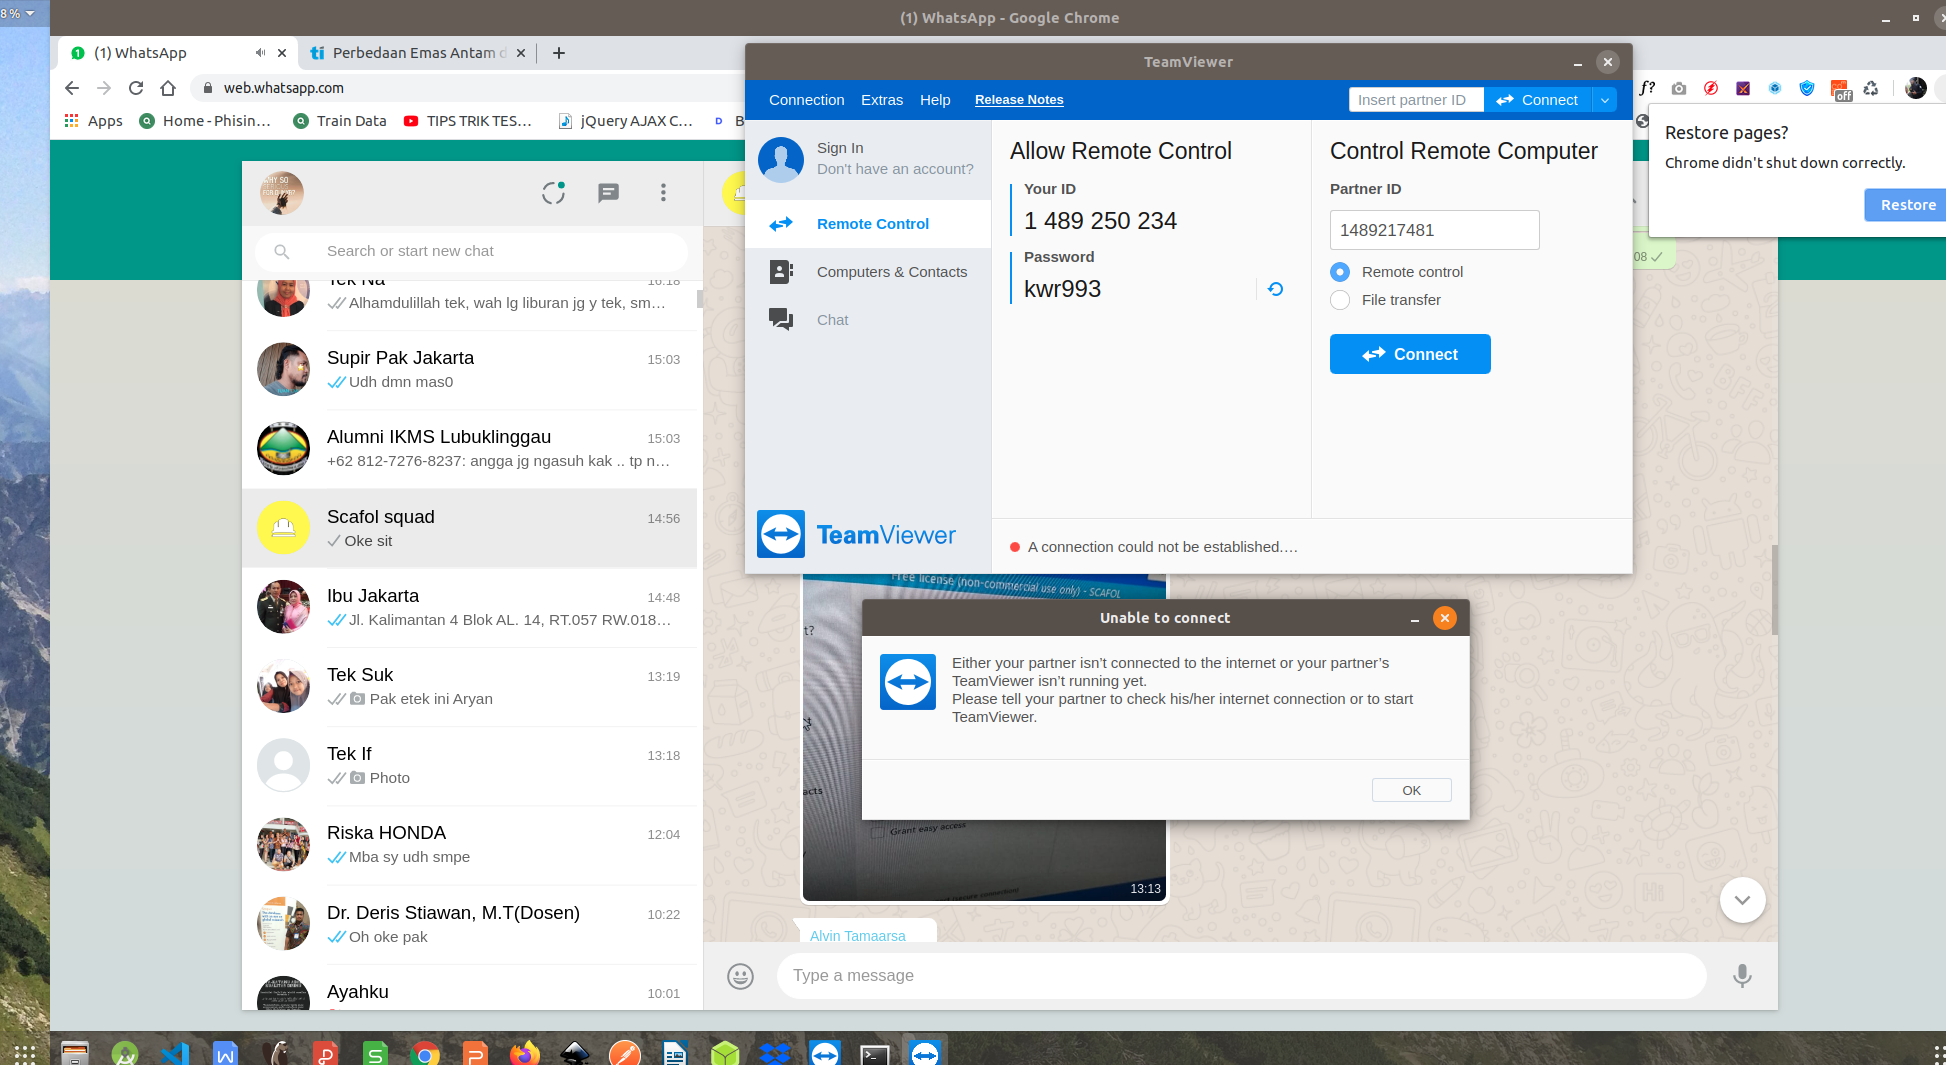 8 %
(1) WhatsApp - Google Chrome
(1) WhatsApp
Perbedaan Emas Antam d
web.whatsapp.com
Apps
Home - Phisin…
Train Data
TIPS TRIK TES…
jQuery AJAX C…
TeamViewer
Connection
Extras
Help
Release Notes
Insert partner ID
Connect
f?
off
Restore pages?
Chrome didn't shut down correctly.
Restore
Sign In
Don't have an account?
Remote Control
Computers & Contacts
Chat
TeamViewer
Allow Remote Control
Your ID
1 489 250 234
Password
kwr993
Control Remote Computer
Partner ID
1489217481
Remote control
File transfer
Connect
A connection could not be established.…
Search or start new chat
Tek Na
16:18
Alhamdulillah tek, wah lg liburan jg y tek, sm…
Supir Pak Jakarta
15:03
Udh dmn mas0
Alumni IKMS Lubuklinggau
15:03
+62 812-7276-8237: angga jg ngasuh kak .. tp n…
Scafol squad
14:56
Oke sit
Ibu Jakarta
14:48
Jl. Kalimantan 4 Blok AL. 14, RT.057 RW.018…
Tek Suk
13:19
Pak etek ini Aryan
Tek If
13:18
Photo
Riska HONDA
12:04
Mba sy udh smpe
Dr. Deris Stiawan, M.T(Dosen)
10:22
Oh oke pak
Ayahku
10:01
08
Free license (non-commercial use only) - SCAFOL
t?
Unable to connect
Either your partner isn’t connected to the internet or your partner’s
TeamViewer isn’t running yet.
Please tell your partner to check his/her internet connection or to start
TeamViewer.
OK
acts
Grant easy access
13:13
Alvin Tamaarsa
Type a message